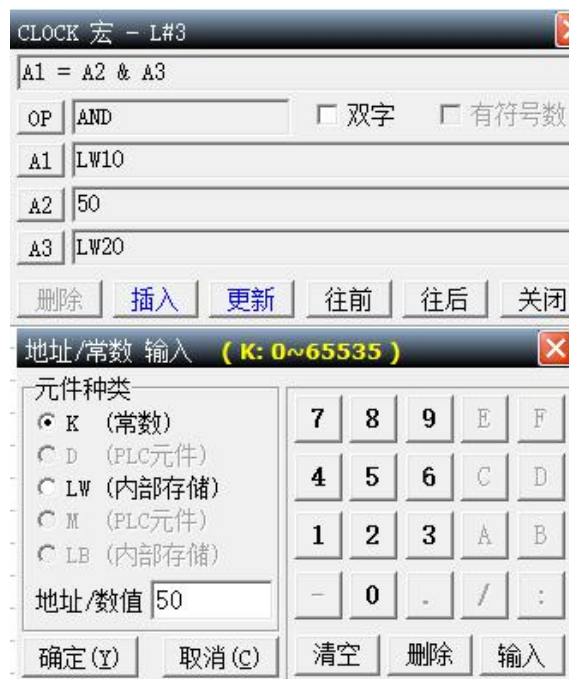 CLOCK 宏 - L#3
A1 = A2 & A3
OP AND 双字 有符号数
A1 LW10
A2 50
A3 LW20
删除 插入 更新 往前 往后 关闭
地址/常数 输入 ( K: 0~65535 )
元件种类
K (常数)
D (PLC元件)
LW (内部存储)
M (PLC元件)
LB (内部存储)
地址/数值 50
确定(Y) 取消(C)
7 8 9 E F
4 5 6 C D
1 2 3 A B
- 0 . / :
清空 删除 输入